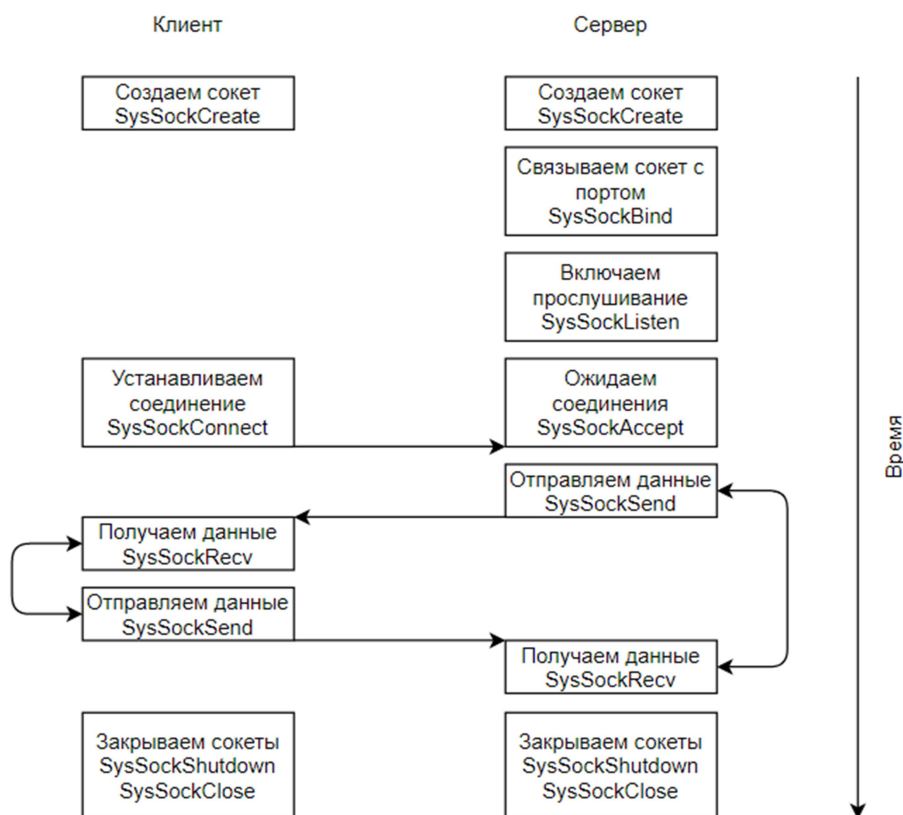 Клиент
Сервер
Создаем сокет
SysSockCreate
Создаем сокет
SysSockCreate
Связываем сокет с
портом
SysSockBind
Включаем
прослушивание
SysSockListen
Устанавливаем
соединение
SysSockConnect
Ожидаем
соединения
SysSockAccept
Отправляем данные
SysSockSend
Получаем данные
SysSockRecv
Отправляем данные
SysSockSend
Получаем данные
SysSockRecv
Закрываем сокеты
SysSockShutdown
SysSockClose
Закрываем сокеты
SysSockShutdown
SysSockClose
Время